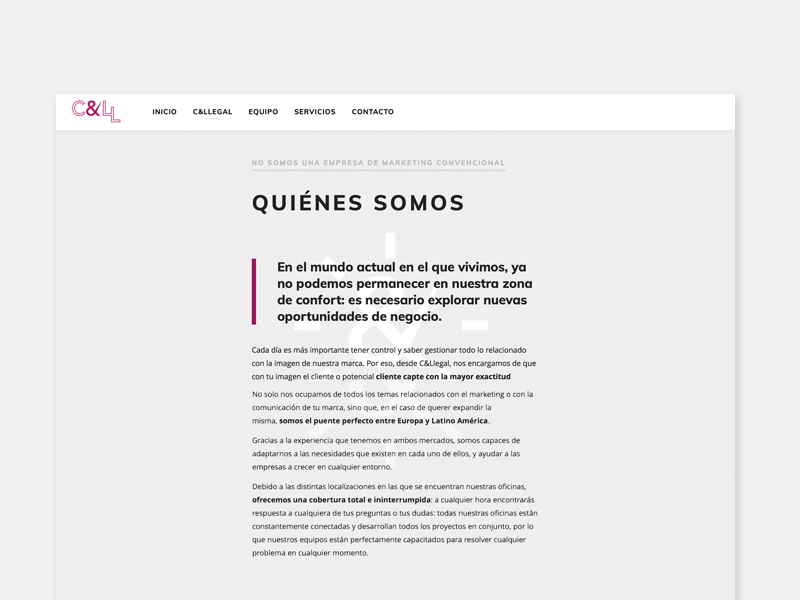 C&LL
INICIO C&LLEGAL EQUIPO SERVICIOS CONTACTO
NO SOMOS UNA EMPRESA DE MARKETING CONVENCIONAL
QUIÉNES SOMOS
En el mundo actual en el que vivimos, ya
no podemos permanecer en nuestra zona
de confort: es necesario explorar nuevas
oportunidades de negocio.
Cada día es más importante tener control y saber gestionar todo lo relacionado
con la imagen de nuestra marca. Por eso, desde C&Llegal, nos encargamos de que
con tu imagen el cliente o potencial cliente capte con la mayor exactitud
No solo nos ocupamos de todos los temas relacionados con el marketing o con la
comunicación de tu marca, sino que, en el caso de querer expandir la
misma, somos el puente perfecto entre Europa y Latino América.
Gracias a la experiencia que tenemos en ambos mercados, somos capaces de
adaptarnos a las necesidades que existen en cada uno de ellos, y ayudar a las
empresas a crecer en cualquier entorno.
Debido a las distintas localizaciones en las que se encuentran nuestras oficinas,
ofrecemos una cobertura total e ininterrumpida: a cualquier hora encontrarás
respuesta a cualquiera de tus preguntas o tus dudas: todas nuestras oficinas están
constantemente conectadas y desarrollan todos los proyectos en conjunto, por lo
que nuestros equipos están perfectamente capacitados para resolver cualquier
problema en cualquier momento.